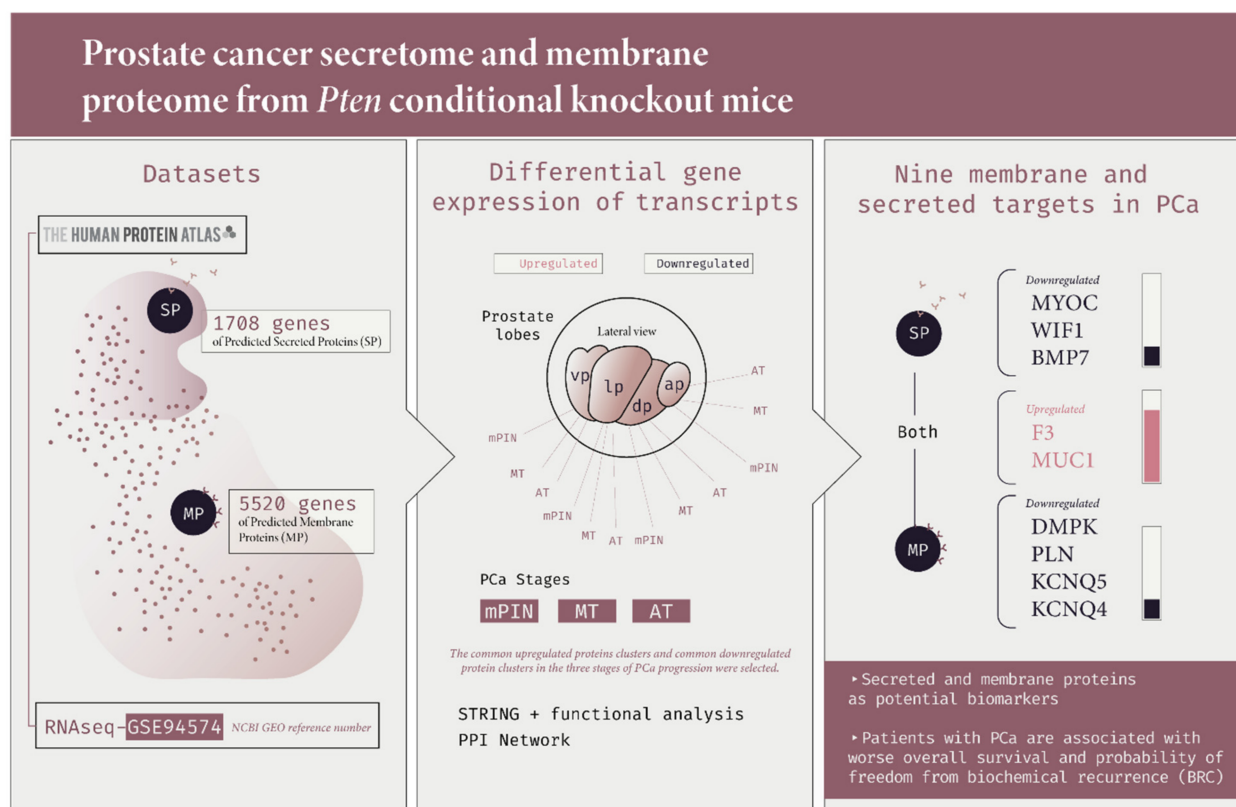 Prostate cancer secretome and membrane
proteome from Pten conditional knockout mice
Datasets
THE HUMAN PROTEIN ATLAS
SP
1708 genes
of Predicted Secreted Proteins (SP)
MP
5520 genes
of Predicted Membrane
Proteins (MP)
RNAseq-GSE94574 NCBI GEO reference number
Differential gene
expression of transcripts
Upregulated
Downregulated
Prostate
lobes
Lateral view
vp
lp
dp
ap
AT
MT
mPIN
AT
MT
mPIN
AT
MT
mPIN
AT
MT
mPIN
PCa Stages
mPIN MT AT
The common upregulated proteins clusters and common downregulated
protein clusters in the three stages of PCa progression were selected.
STRING + functional analysis
PPI Network
Nine membrane and
secreted targets in PCa
SP
Both
MP
Downregulated
MYOC
WIF1
BMP7
Upregulated
F3
MUC1
Downregulated
DMPK
PLN
KCNQ5
KCNQ4
‣Secreted and membrane proteins
as potential biomarkers
‣Patients with PCa are associated with
worse overall survival and probability of
freedom from biochemical recurrence (BRC)